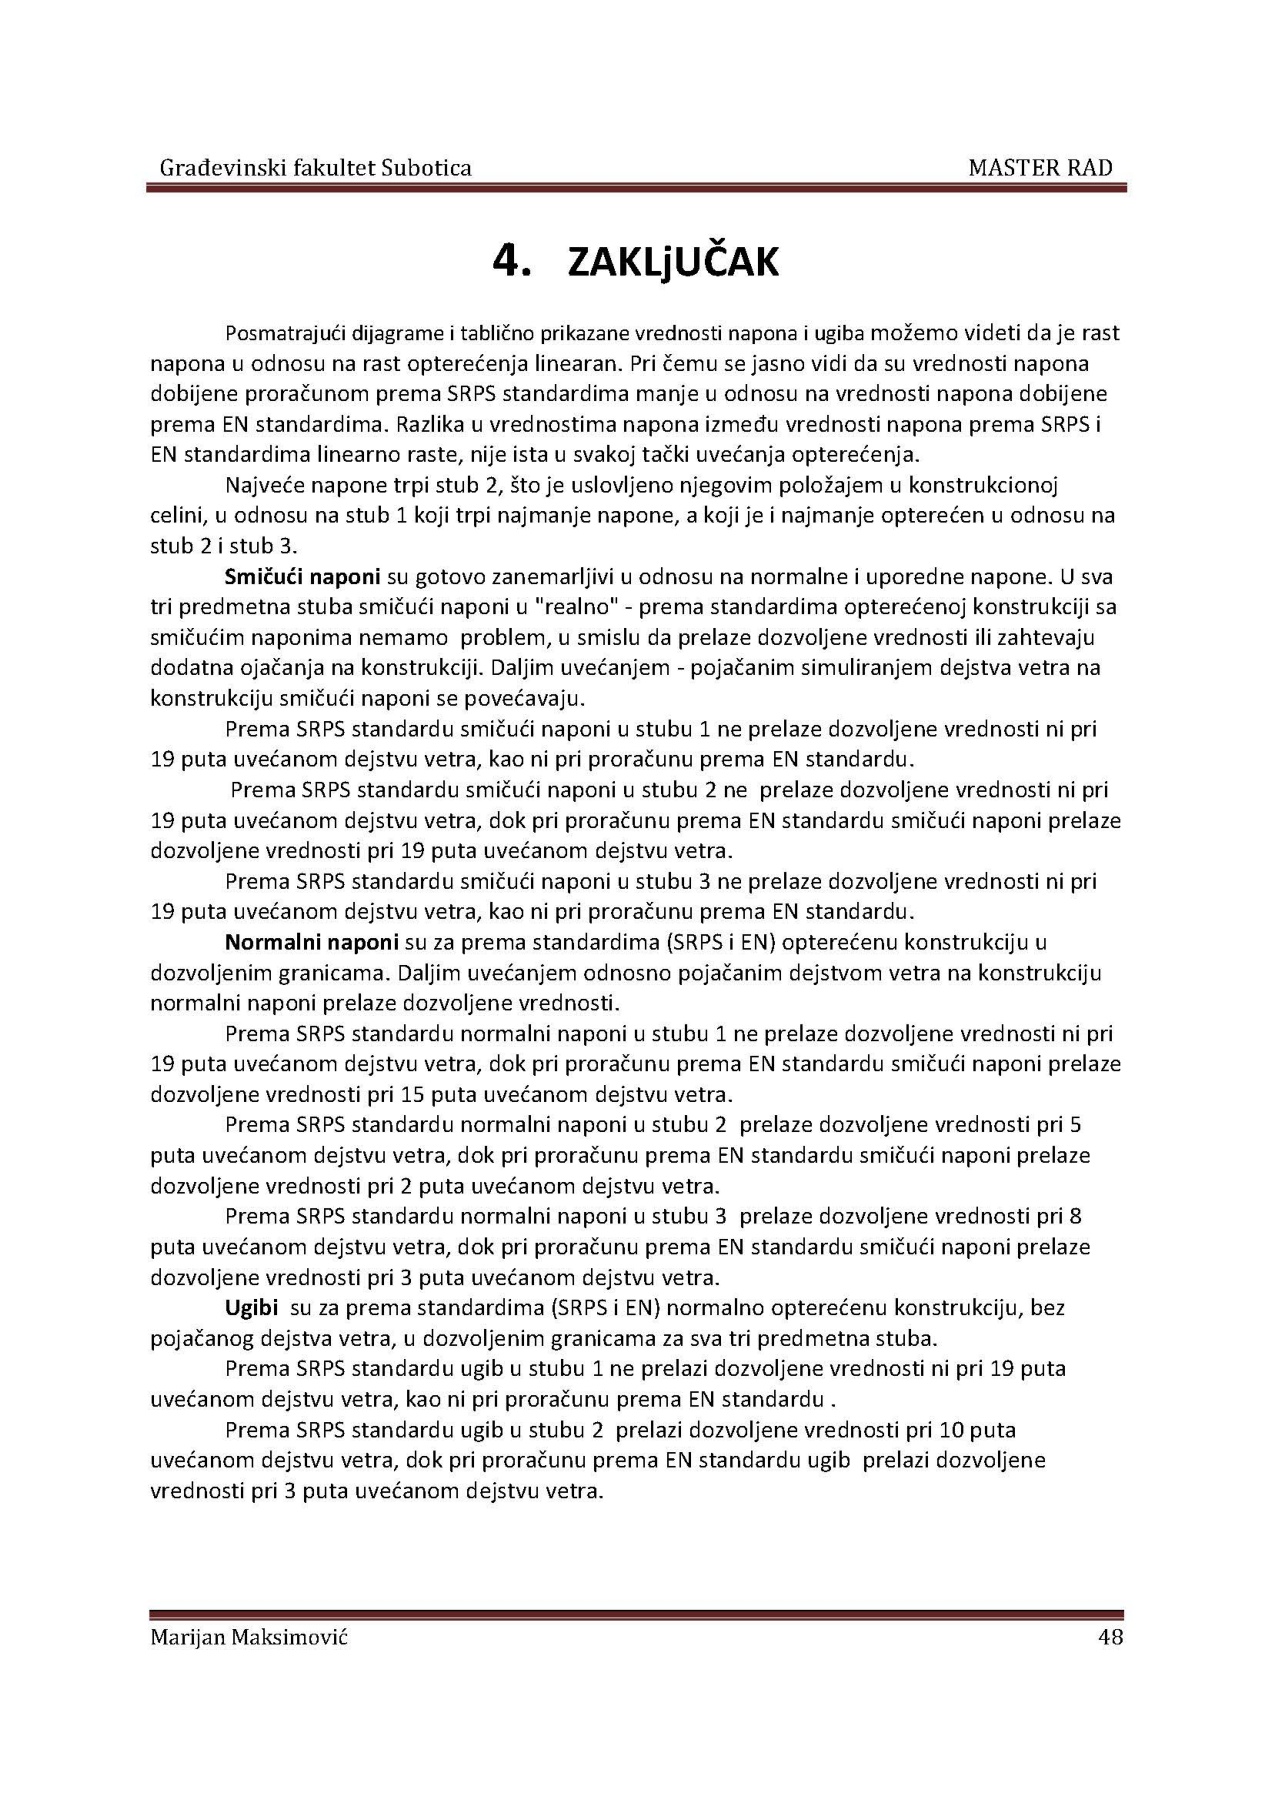 Građevinski fakultet Subotica MASTER RAD
4. ZAKLjUČAK
Posmatrajući dijagrame i tablično prikazane vrednosti napona i ugiba možemo videti da je rast
napona u odnosu na rast opterećenja linearan. Pri čemu se jasno vidi da su vrednosti napona
dobijene proračunom prema SRPS standardima manje u odnosu na vrednosti napona dobijene
prema EN standardima. Razlika u vrednostima napona između vrednosti napona prema SRPS i
EN standardima linearno raste, nije ista u svakoj tački uvećanja opterećenja.
Najveće napone trpi stub 2, što je uslovljeno njegovim položajem u konstrukcionoj
celini, u odnosu na stub 1 koji trpi najmanje napone, a koji je i najmanje opterećen u odnosu na
stub 2 i stub 3.
Smičući naponi su gotovo zanemarljivi u odnosu na normalne i uporedne napone. U sva
tri predmetna stuba smičući naponi u "realno" - prema standardima opterećenoj konstrukciji sa
smičućim naponima nemamo problem, u smislu da prelaze dozvoljene vrednosti ili zahtevaju
dodatna ojačanja na konstrukciji. Daljim uvećanjem - pojačanim simuliranjem dejstva vetra na
konstrukciju smičući naponi se povećavaju.
Prema SRPS standardu smičući naponi u stubu 1 ne prelaze dozvoljene vrednosti ni pri
19 puta uvećanom dejstvu vetra, kao ni pri proračunu prema EN standardu.
Prema SRPS standardu smičući naponi u stubu 2 ne prelaze dozvoljene vrednosti ni pri
19 puta uvećanom dejstvu vetra, dok pri proračunu prema EN standardu smičući naponi prelaze
dozvoljene vrednosti pri 19 puta uvećanom dejstvu vetra.
Prema SRPS standardu smičući naponi u stubu 3 ne prelaze dozvoljene vrednosti ni pri
19 puta uvećanom dejstvu vetra, kao ni pri proračunu prema EN standardu.
Normalni naponi su za prema standardima (SRPS i EN) opterećenu konstrukciju u
dozvoljenim granicama. Daljim uvećanjem odnosno pojačanim dejstvom vetra na konstrukciju
normalni naponi prelaze dozvoljene vrednosti.
Prema SRPS standardu normalni naponi u stubu 1 ne prelaze dozvoljene vrednosti ni pri
19 puta uvećanom dejstvu vetra, dok pri proračunu prema EN standardu smičući naponi prelaze
dozvoljene vrednosti pri 15 puta uvećanom dejstvu vetra.
Prema SRPS standardu normalni naponi u stubu 2 prelaze dozvoljene vrednosti pri 5
puta uvećanom dejstvu vetra, dok pri proračunu prema EN standardu smičući naponi prelaze
dozvoljene vrednosti pri 2 puta uvećanom dejstvu vetra.
Prema SRPS standardu normalni naponi u stubu 3 prelaze dozvoljene vrednosti pri 8
puta uvećanom dejstvu vetra, dok pri proračunu prema EN standardu smičući naponi prelaze
dozvoljene vrednosti pri 3 puta uvećanom dejstvu vetra.
Ugibi su za prema standardima (SRPS i EN) normalno opterećenu konstrukciju, bez
pojačanog dejstva vetra, u dozvoljenim granicama za sva tri predmetna stuba.
Prema SRPS standardu ugib u stubu 1 ne prelazi dozvoljene vrednosti ni pri 19 puta
uvećanom dejstvu vetra, kao ni pri proračunu prema EN standardu .
Prema SRPS standardu ugib u stubu 2 prelazi dozvoljene vrednosti pri 10 puta
uvećanom dejstvu vetra, dok pri proračunu prema EN standardu ugib prelazi dozvoljene
vrednosti pri 3 puta uvećanom dejstvu vetra.
Marijan Maksimović 48